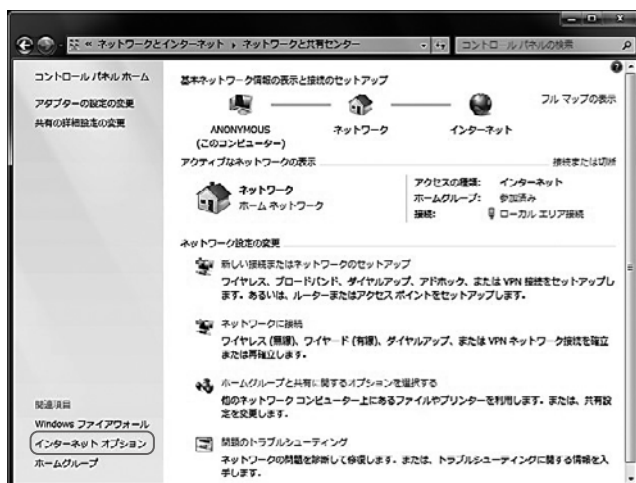 « ネットワークとインターネット ▸ ネットワークと共有センター
コントロール パネルの検索
コントロール パネル ホーム
アダプターの設定の変更
共有の詳細設定の変更
基本ネットワーク情報の表示と接続のセットアップ
フル マップの表示
ANONYMOUS
(このコンピューター)
ネットワーク
インターネット
アクティブなネットワークの表示
接続または切断
ネットワーク
ホーム ネットワーク
アクセスの種類: インターネット
ホームグループ: 参加済み
接続: ローカル エリア接続
ネットワーク設定の変更
新しい接続またはネットワークのセットアップ
ワイヤレス、ブロードバンド、ダイヤルアップ、アドホック、または VPN 接続をセットアップし
ます。あるいは、ルーターまたはアクセス ポイントをセットアップします。
ネットワークに接続
ワイヤレス (無線)、ワイヤード (有線)、ダイヤルアップ、または VPN ネットワーク接続を確立
または再確立します。
ホームグループと共有に関するオプションを選択する
他のネットワーク コンピューター上にあるファイルやプリンターを利用します。または、共有設
定を変更します。
問題のトラブルシューティング
ネットワークの問題を診断して修復します。または、トラブルシューティングに関する情報を入
手します。
関連項目
Windows ファイアウォール
インターネット オプション
ホームグループ